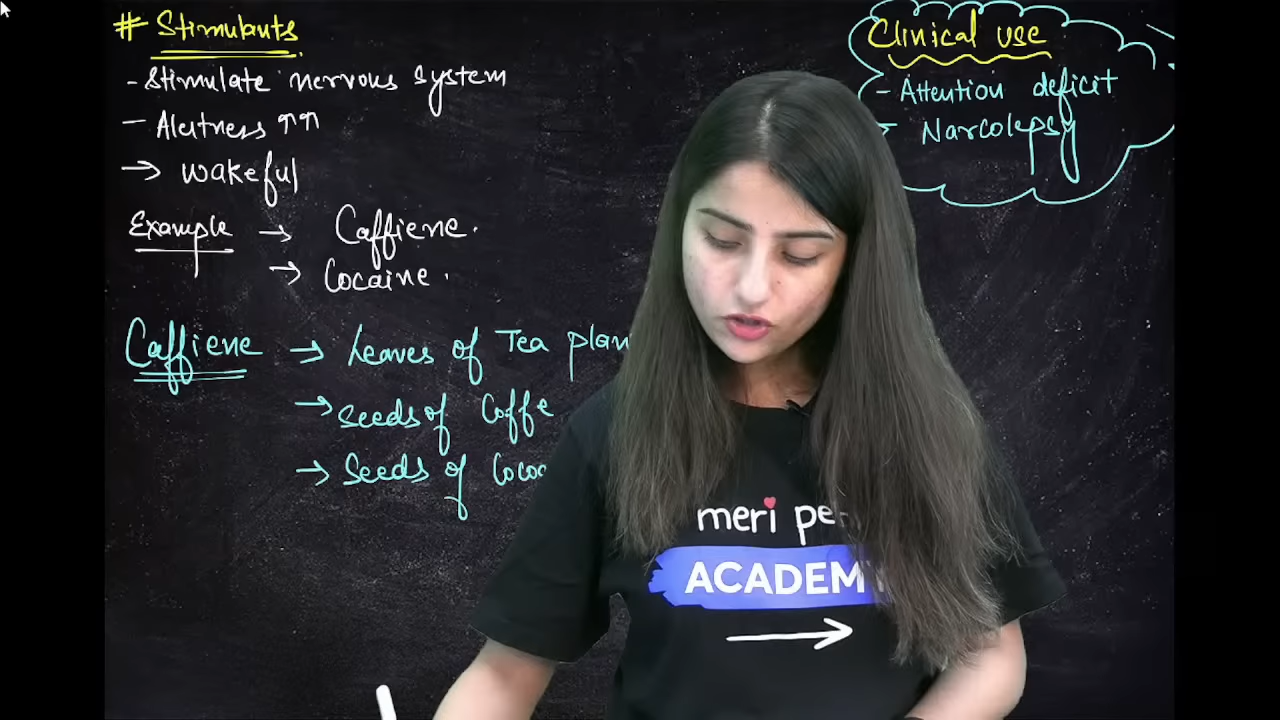 # Stimulants
- Stimulate nervous system
- Alertness ↑↑
→ wakeful
Example → Caffiene.
→ Cocaine.
Caffiene → Leaves of Tea plan
→ Seeds of Coffe
→ Seeds of Cocoa
Clinical use
- Attention deficit
- Narcolepsy
meri pe
ACADEM